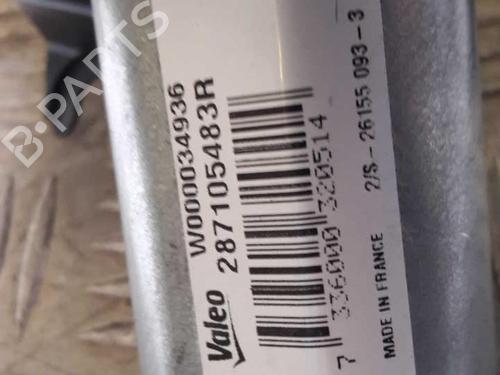 B-PARTS
Valeo
W000034936
287105483R
7 336000 320514
2/S-26155 093-3
MADE IN FRANCE